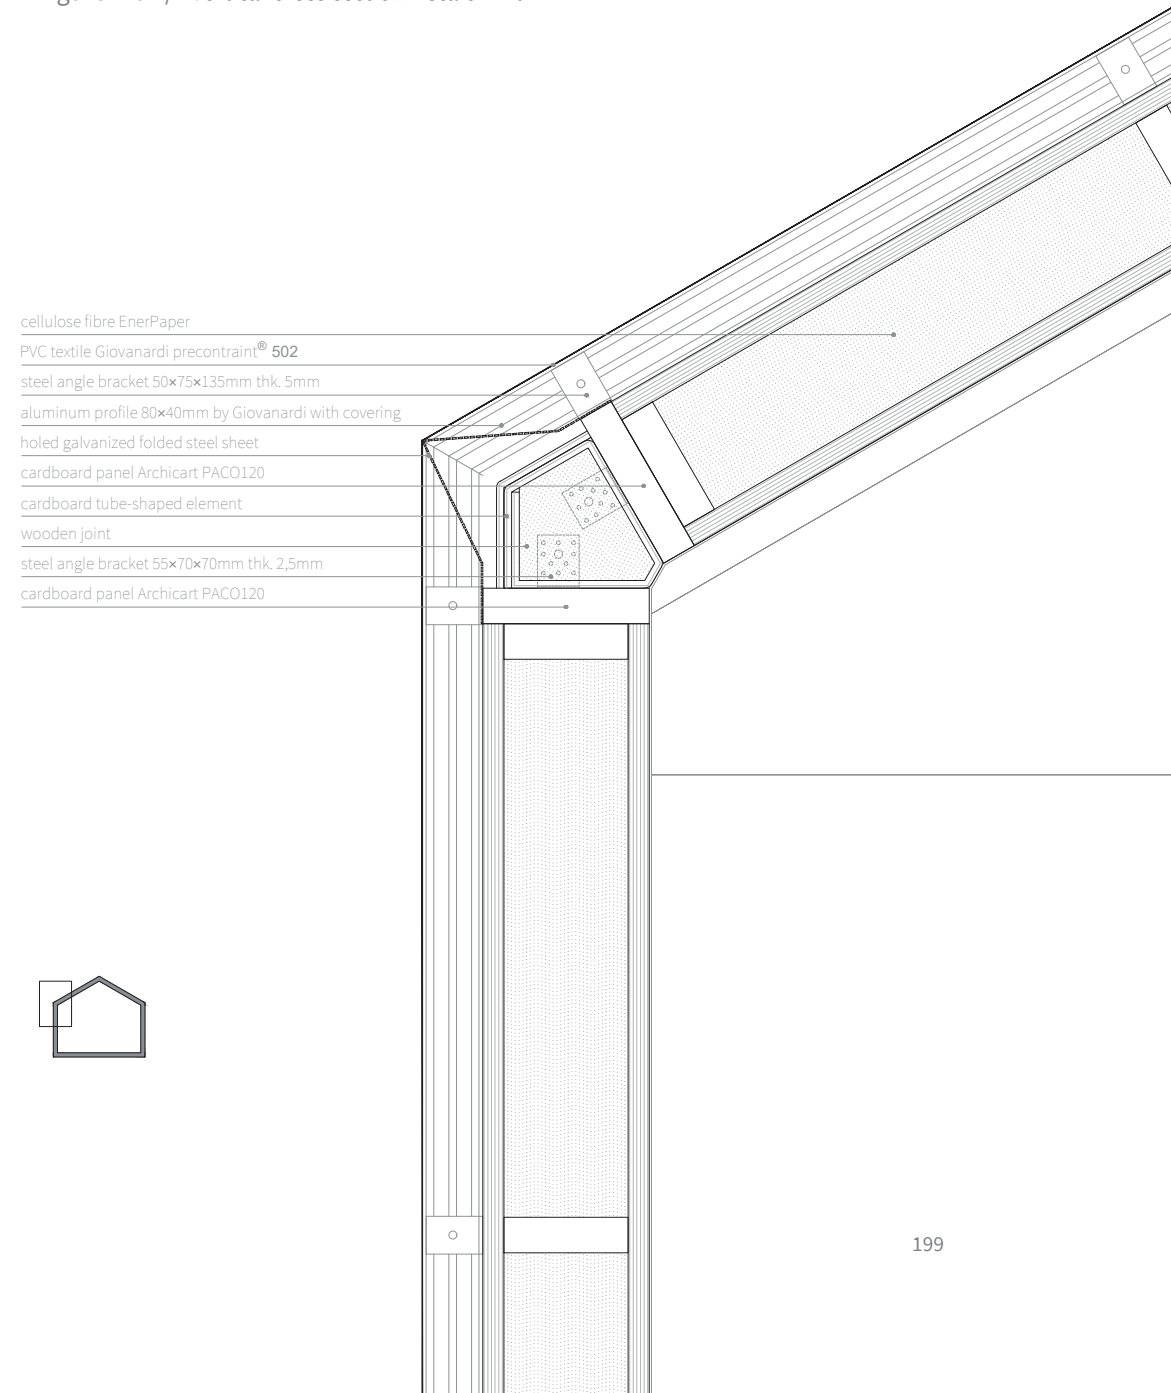 cellulose fibre EnerPaper
PVC textile Giovanardi precontraint® 502
steel angle bracket 50×75×135mm thk. 5mm
aluminum profile 80×40mm by Giovanardi with covering
holed galvanized folded steel sheet
cardboard panel Archicart PACO120
cardboard tube-shaped element
wooden joint
steel angle bracket 55×70×70mm thk. 2,5mm
cardboard panel Archicart PACO120
199